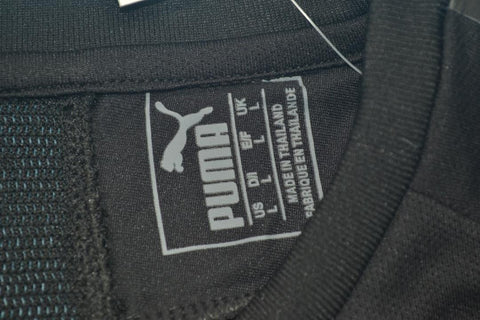 PUMA
US D/I E/F UK
L L L L
MADE IN THAILAND
FABRIQUE EN THAILANDE